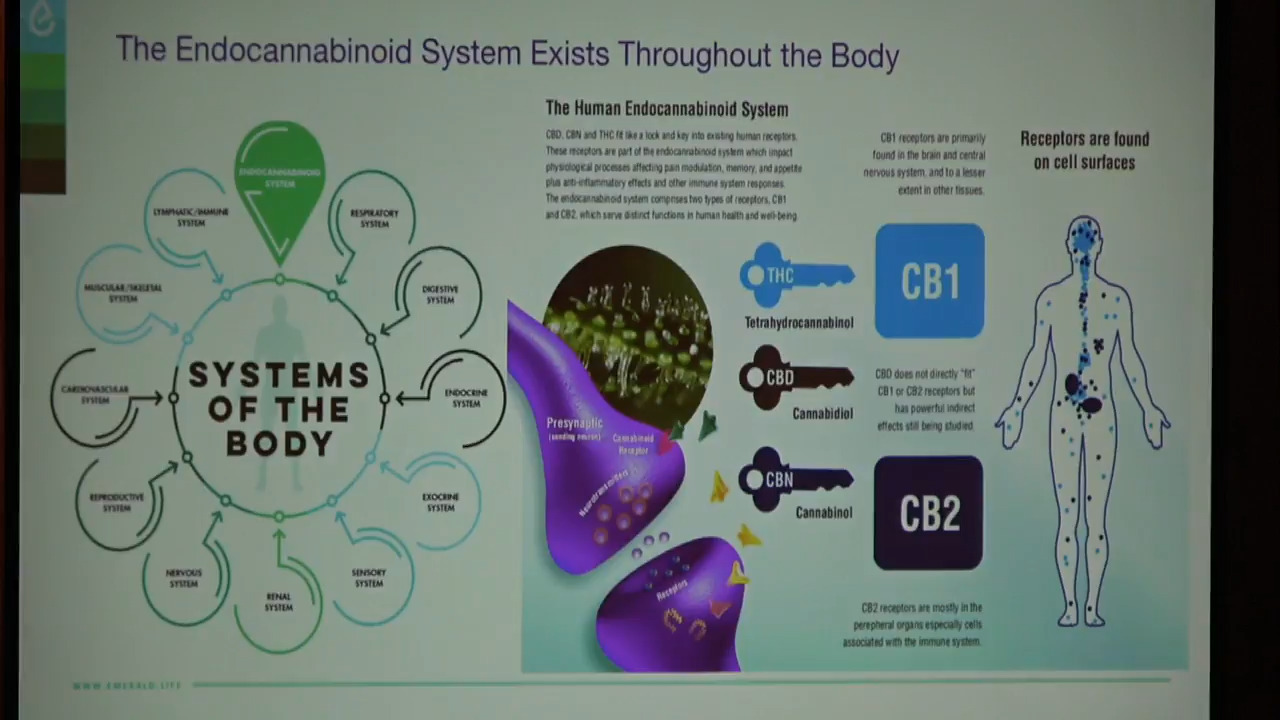 The Endocannabinoid System Exists Throughout the Body
ENDOCANNABINOID
SYSTEM
LYMPHATIC/IMMUNE
SYSTEM
RESPIRATORY
SYSTEM
MUSCULAR/SKELETAL
SYSTEM
DIGESTIVE
SYSTEM
CARDIOVASCULAR
SYSTEM
ENDOCRINE
SYSTEM
SYSTEMS
OF THE
BODY
REPRODUCTIVE
SYSTEM
EXOCRINE
SYSTEM
NERVOUS
SYSTEM
SENSORY
SYSTEM
RENAL
SYSTEM
The Human Endocannabinoid System
CBD, CBN and THC fit like a lock and key into existing human receptors.
These receptors are part of the endocannabinoid system which impact
physiological processes affecting pain modulation, memory, and appetite
plus anti-inflammatory effects and other immune system responses.
The endocannabinoid system comprises two types of receptors, CB1
and CB2, which serve distinct functions in human health and well-being.
Presynaptic
(sending neuron)
Cannabinoid
Receptor
Neurotransmitters
Receptors
THC
Tetrahydrocannabinol
CBD
Cannabidiol
CBN
Cannabinol
CB1 receptors are primarily
found in the brain and central
nervous system, and to a lesser
extent in other tissues.
CB1
CBD does not directly "fit"
CB1 or CB2 receptors but
has powerful indirect
effects still being studied.
CB2
CB2 receptors are mostly in the
perepheral organs especially cells
associated with the immune system.
Receptors are found
on cell surfaces
WWW.EMERALD.LIFE